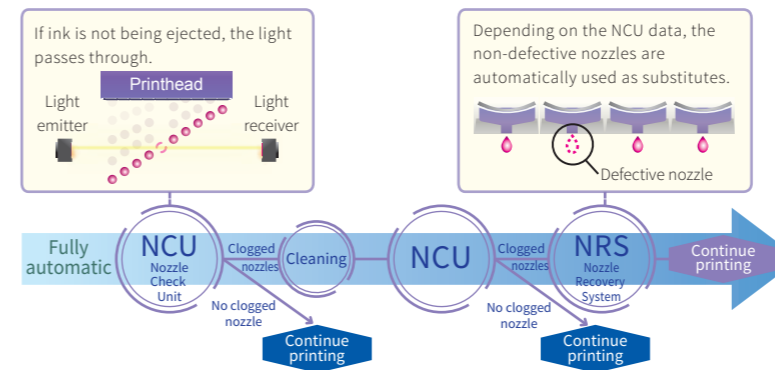 If ink is not being ejected, the light
passes through.
Printhead
Light
emitter
Light
receiver
Depending on the NCU data, the
non-defective nozzles are
automatically used as substitutes.
Defective nozzle
Fully
automatic
NCU
Nozzle
Check
Unit
Clogged
nozzles
Cleaning
No clogged
nozzle
Continue
printing
NCU
Clogged
nozzles
NRS
Nozzle
Recovery
System
No clogged
nozzle
Continue
printing
Continue
printing